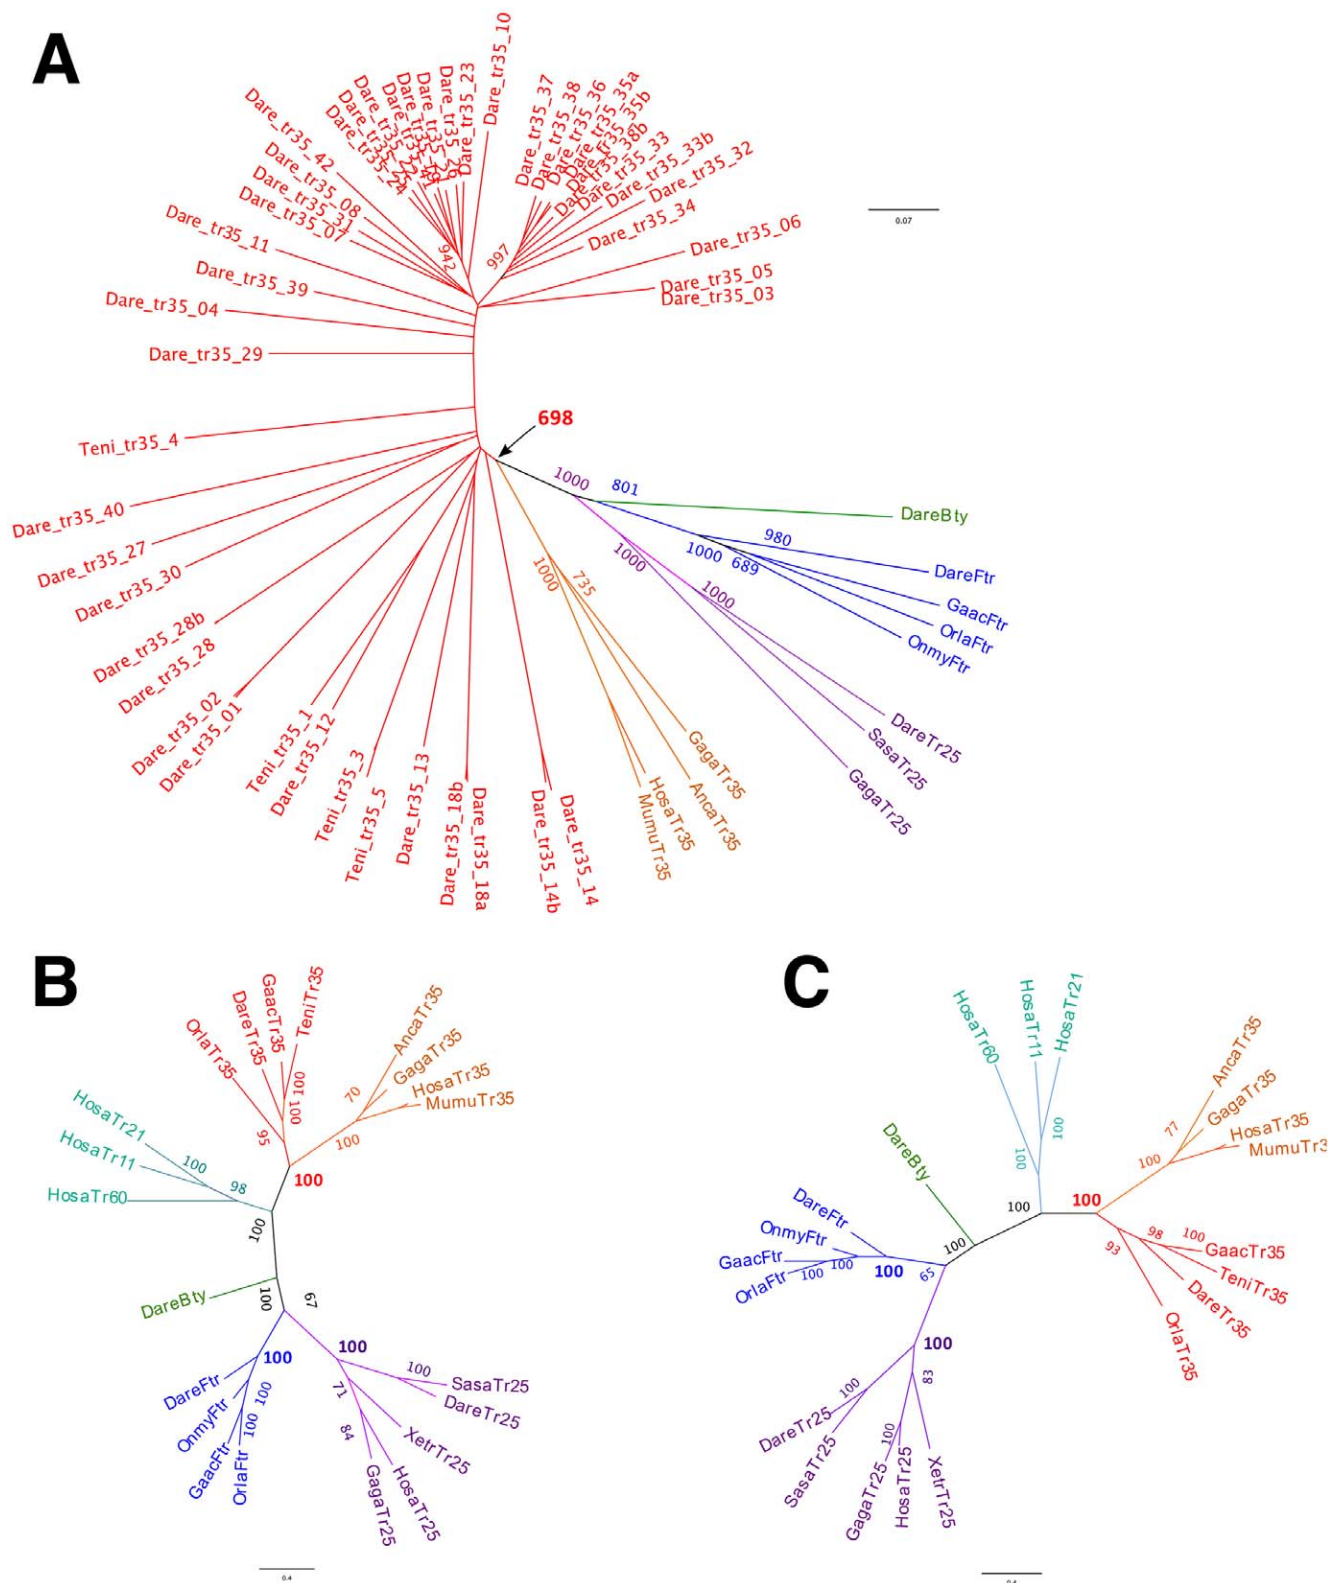 A
Dare_tr35_10
Dare_tr35_23
Dare_tr35_26
Dare_tr35_42
Dare_tr35_24
Dare_tr35_08
Dare_tr35_31
Dare_tr35_07
Dare_tr35_11
Dare_tr35_39
Dare_tr35_04
Dare_tr35_29
Dare_tr35_37
Dare_tr35_38
Dare_tr35_36
Dare_tr35_35a
Dare_tr35_35b
Dare_tr35_38b
Dare_tr35_33
Dare_tr35_33b
Dare_tr35_32
Dare_tr35_34
Dare_tr35_06
Dare_tr35_05
Dare_tr35_03
942
997
0.07
698
Teni_tr35_4
Dare_tr35_40
Dare_tr35_27
Dare_tr35_30
Dare_tr35_28b
Dare_tr35_28
Dare_tr35_02
Dare_tr35_01
Teni_tr35_1
Dare_tr35_12
Teni_tr35_3
Teni_tr35_5
Dare_tr35_13
Dare_tr35_18b
Dare_tr35_18a
Dare_tr35_14b
Dare_tr35_14
1000
801
DareBty
980
1000
689
DareFtr
GaacFtr
OrlaFtr
OnmyFtr
1000
1000
DareTr25
SasaTr25
GagaTr25
1000
735
GagaTr35
AncaTr35
HosaTr35
MumuTr35
B
OrlaTr35
DareTr35
GaacTr35
TeniTr35
AncaTr35
GagaTr35
HosaTr35
MumuTr35
100
100
95
70
100
100
HosaTr21
HosaTr11
HosaTr60
100
98
100
DareBty
100
67
100
DareFtr
OnmyFtr
GaacFtr
OrlaFtr
100
100
100
100
SasaTr25
DareTr25
71
84
XetrTr25
HosaTr25
GagaTr25
0.4
C
HosaTr60
HosaTr11
HosaTr21
100
100
AncaTr35
GagaTr35
HosaTr35
MumuTr3
77
100
100
100
DareBty
100
DareFtr
OnmyFtr
GaacFtr
OrlaFtr
100
100
100
65
93
98
100
GaacTr35
TeniTr35
DareTr35
OrlaTr35
100
83
100
100
DareTr25
SasaTr25
GagaTr25
HosaTr25
XetrTr25